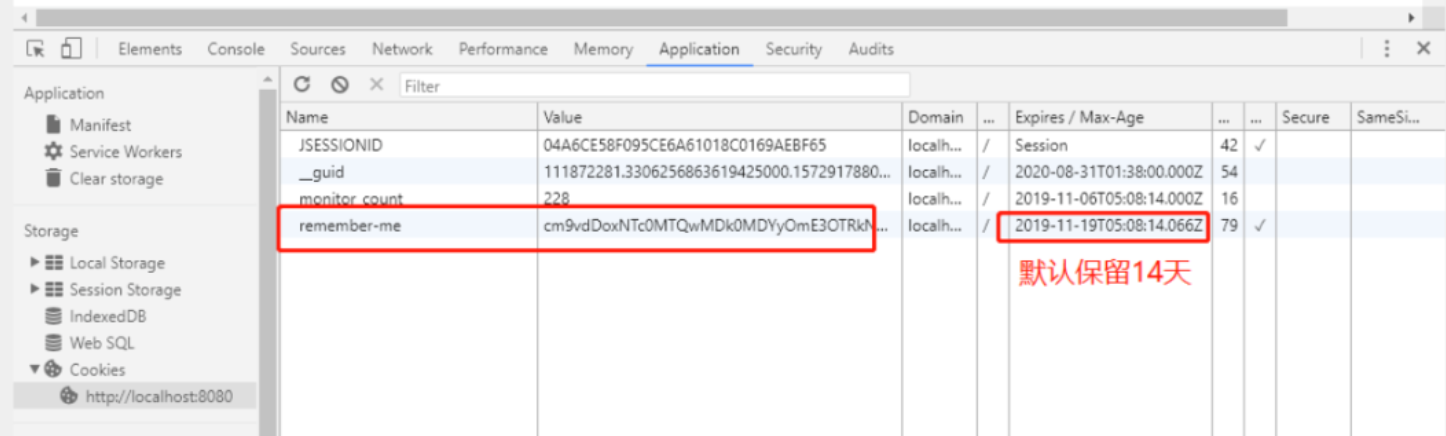 Elements Console Sources Network Performance Memory Application Security Audits
Application
Manifest
Service Workers
Clear storage
Storage
Local Storage
Session Storage
IndexedDB
Web SQL
Cookies
http://localhost:8080
Filter
Name Value Domain ... Expires / Max-Age ... ... Secure SameSi...
JSESSIONID 04A6CE58F095CE6A61018C0169AEBF65 localh... / Session 42 ✓
__guid 111872281.3306256863619425000.1572917880... localh... / 2020-08-31T01:38:00.000Z 54
monitor_count 228 localh... / 2019-11-06T05:08:14.000Z 16
remember-me cm9vdDoxNTc0MTQwMDk0MDYyOmE3OTRkN... localh... / 2019-11-19T05:08:14.066Z 79 ✓
默认保留14天